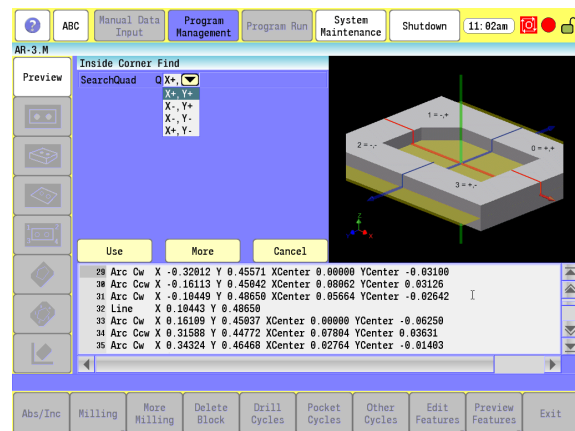 ?
ABC
Manual Data Input
Program Management
Program Run
System Maintenance
Shutdown
11:02am
AR-3.M
Preview
Inside Corner Find
SearchQuad Q X+,
X+,Y+
X-,Y+
X-,Y-
X+,Y-
1 = -,+
2 = -,-
0 = +,+
3 = +,-
Z
X
Use
More
Cancel
29 Arc Cw X -0.32012 Y 0.45571 XCenter 0.00000 YCenter -0.03100
30 Arc Ccw X -0.16113 Y 0.45042 XCenter 0.08062 YCenter 0.03126
31 Arc Cw X -0.10449 Y 0.48650 XCenter 0.05664 YCenter -0.02642
32 Line X 0.10443 Y 0.48650
33 Arc Cw X 0.16109 Y 0.45037 XCenter 0.00000 YCenter -0.06250
34 Arc Ccw X 0.31588 Y 0.44772 XCenter 0.07804 YCenter 0.03631
35 Arc Cw X 0.34324 Y 0.46468 XCenter 0.02764 YCenter -0.01403
Abs/Inc
Milling
More Milling
Delete Block
Drill Cycles
Pocket Cycles
Other Cycles
Edit Features
Preview Features
Exit